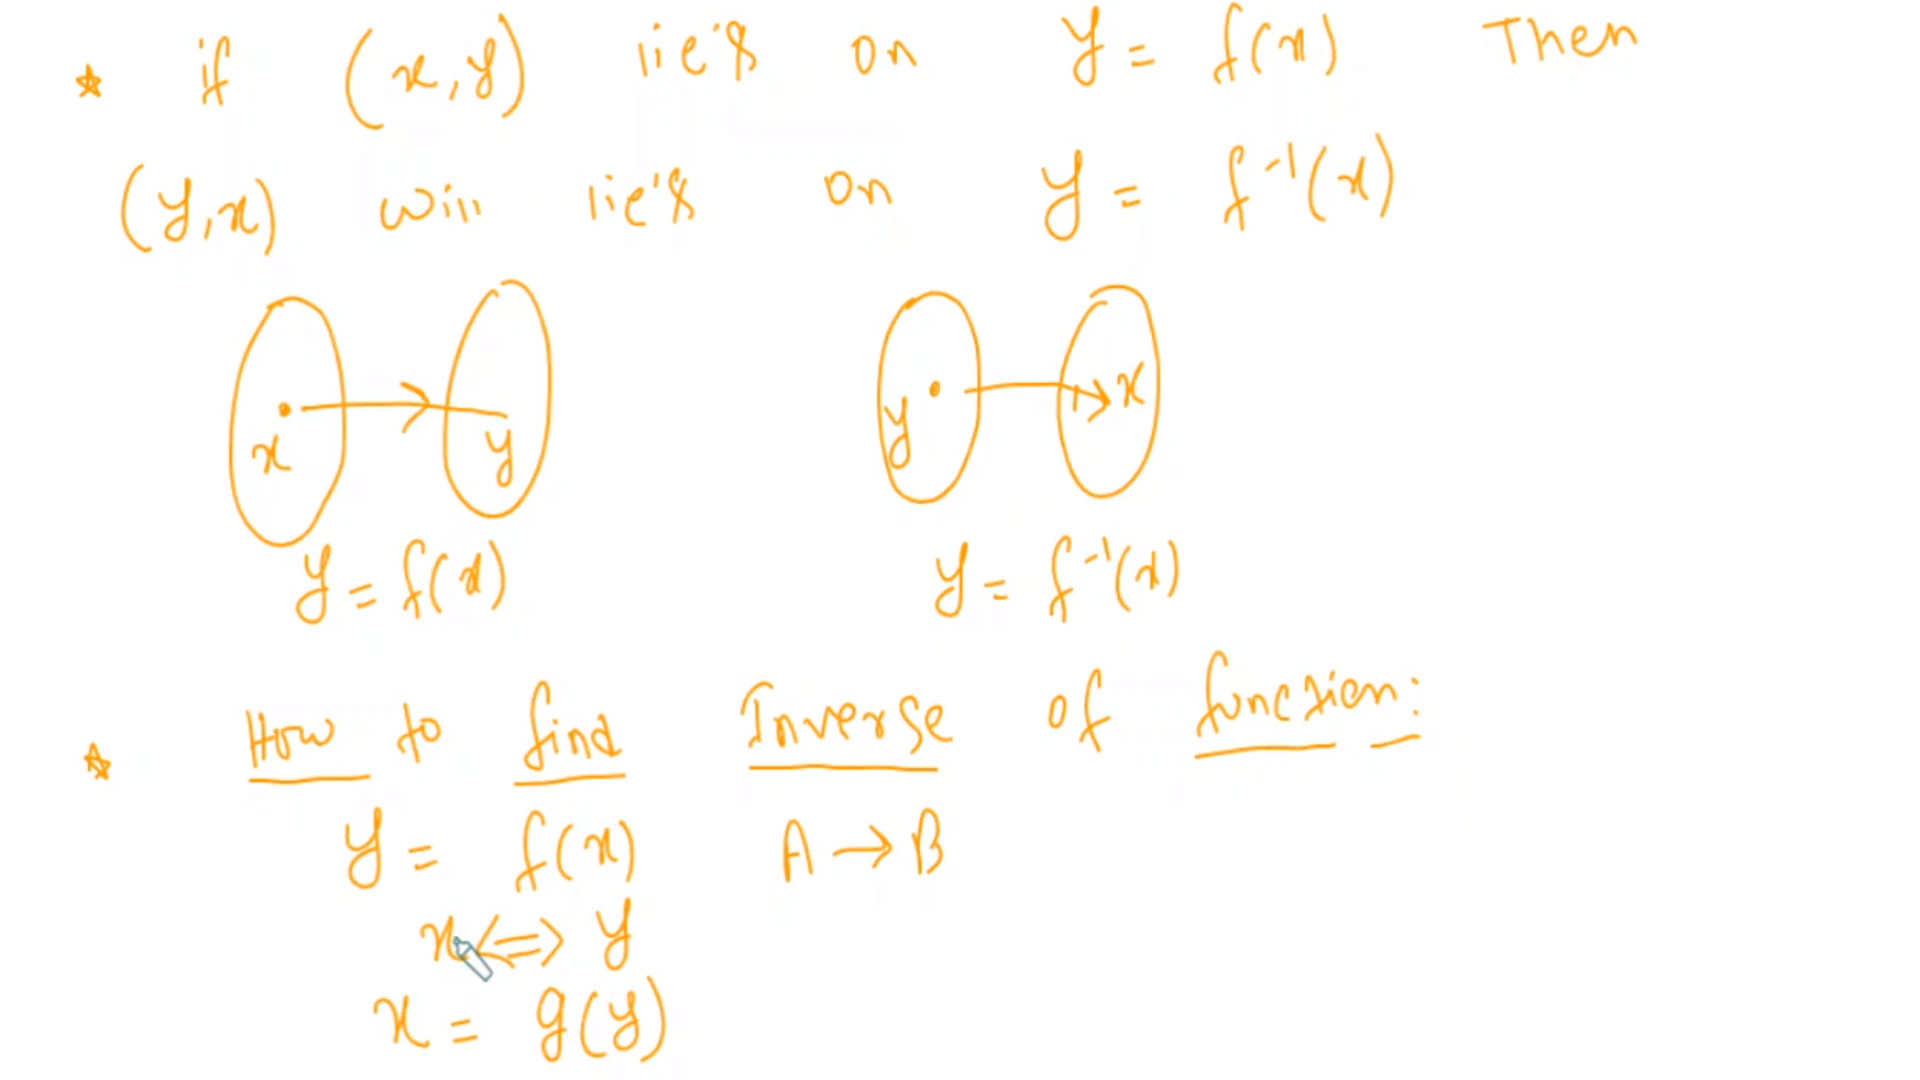 if (x,y) lie's on y = f(x) Then
(y,x) will lie's on y = f⁻¹(x)
x y y x
y = f(x) y = f⁻¹(x)
How to find Inverse of function:
y = f(x) A → B
x ⇔ y
x = g(y)